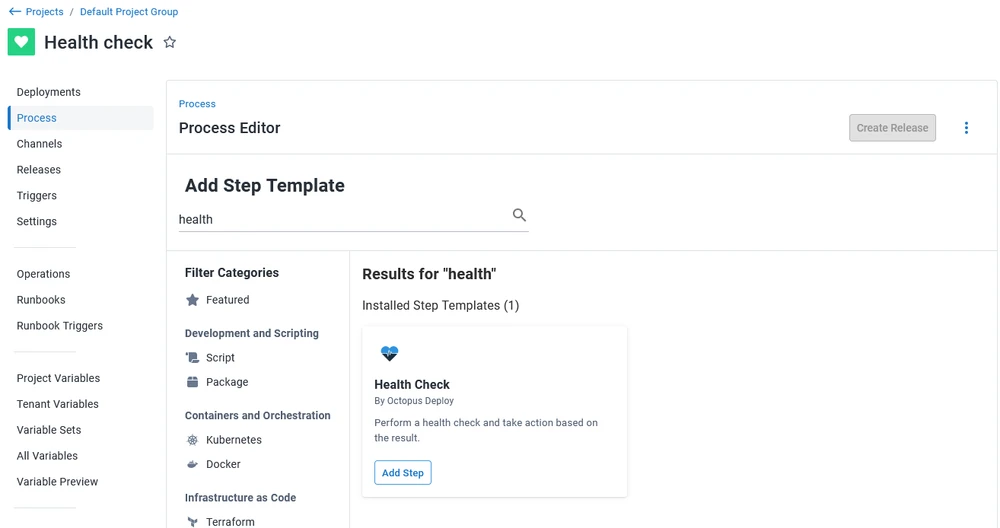 Projects / Default Project Group
Health check
Deployments
Process
Channels
Releases
Triggers
Settings
Operations
Runbooks
Runbook Triggers
Project Variables
Tenant Variables
Variable Sets
All Variables
Variable Preview
Process
Process Editor
Create Release
Add Step Template
health
Filter Categories
Featured
Development and Scripting
Script
Package
Containers and Orchestration
Kubernetes
Docker
Infrastructure as Code
Terraform
Results for "health"
Installed Step Templates (1)
Health Check
By Octopus Deploy
Perform a health check and take action based on
the result.
Add Step